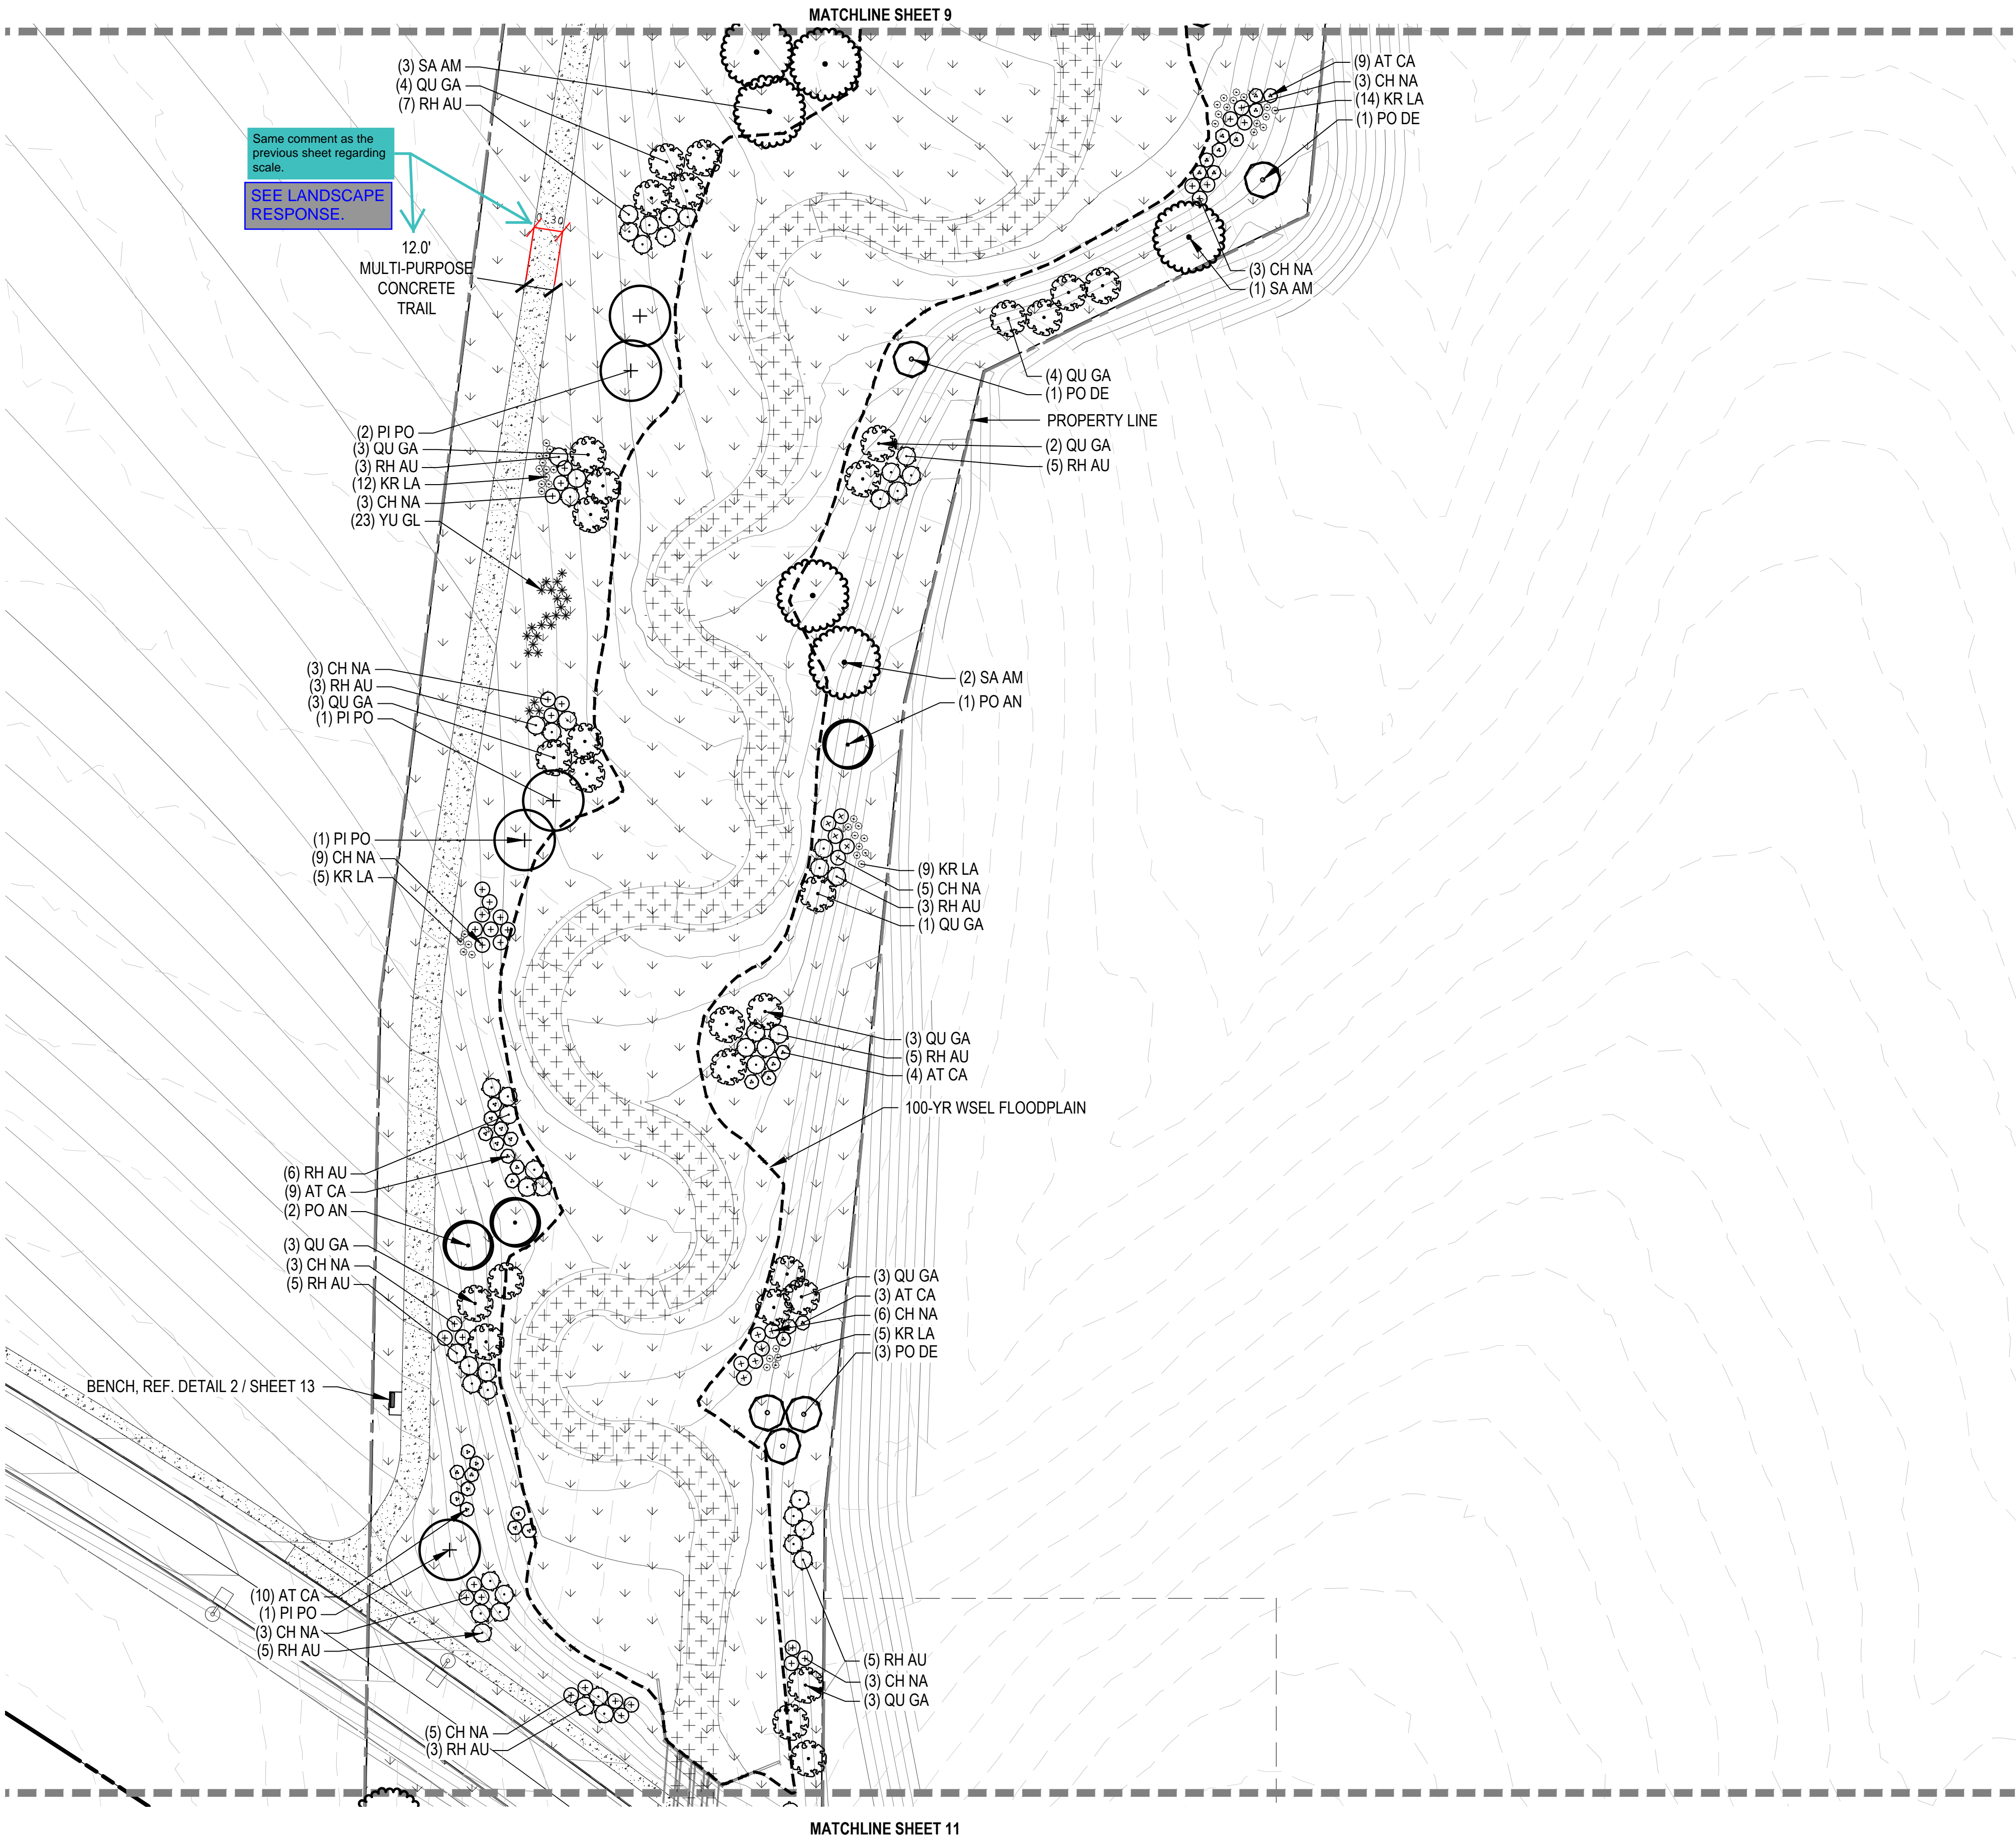 MATCHLINE SHEET 9
(3) SA AM
(4) QU GA
(7) RH AU
Same comment as the
previous sheet regarding
scale.
SEE LANDSCAPE
RESPONSE.
0.30
12.0'
MULTI-PURPOSE
CONCRETE
TRAIL
(9) AT CA
(3) CH NA
(14) KR LA
(1) PO DE
(3) CH NA
(1) SA AM
(4) QU GA
(1) PO DE
PROPERTY LINE
(2) QU GA
(5) RH AU
(2) PI PO
(3) QU GA
(3) RH AU
(12) KR LA
(3) CH NA
(23) YU GL
(3) CH NA
(3) RH AU
(3) QU GA
(1) PI PO
(2) SA AM
(1) PO AN
(1) PI PO
(9) CH NA
(5) KR LA
(9) KR LA
(5) CH NA
(3) RH AU
(1) QU GA
(3) QU GA
(5) RH AU
(4) AT CA
100-YR WSEL FLOODPLAIN
(6) RH AU
(9) AT CA
(2) PO AN
(3) QU GA
(3) CH NA
(5) RH AU
(3) QU GA
(3) AT CA
(6) CH NA
(5) KR LA
(3) PO DE
BENCH, REF. DETAIL 2 / SHEET 13
(10) AT CA
(1) PI PO
(3) CH NA
(5) RH AU
(5) RH AU
(3) CH NA
(3) QU GA
(5) CH NA
(3) RH AU
MATCHLINE SHEET 11